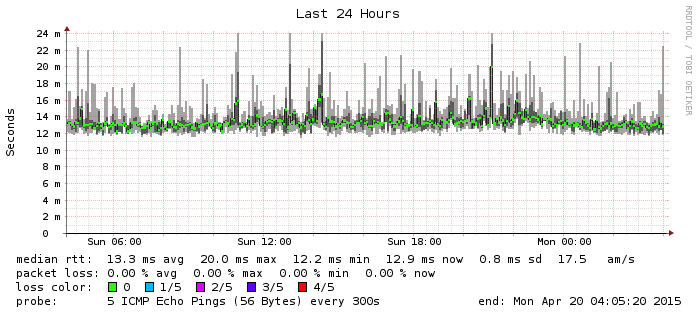 Last 24 Hours
RRDTOOL / TOBI OETIKER
Seconds
24 m
22 m
20 m
18 m
16 m
14 m
12 m
10 m
8 m
6 m
4 m
2 m
0
Sun 06:00 Sun 12:00 Sun 18:00 Mon 00:00
median rtt: 13.3 ms avg 20.0 ms max 12.2 ms min 12.9 ms now 0.8 ms sd 17.5 am/s
packet loss: 0.00 % avg 0.00 % max 0.00 % min 0.00 % now
loss color: 0 1/5 2/5 3/5 4/5
probe: 5 ICMP Echo Pings (56 Bytes) every 300s end: Mon Apr 20 04:05:20 2015